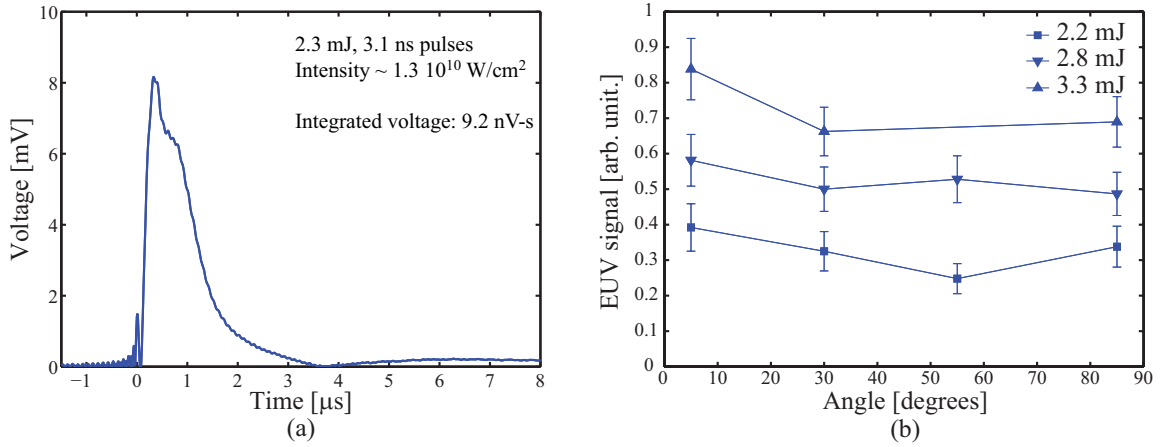 10
8
6
4
2
0
Voltage [mV]
2.3 mJ, 3.1 ns pulses
Intensity ~ 1.3 10¹⁰ W/cm²
Integrated voltage: 9.2 nV-s
−1 0 1 2 3 4 5 6 7 8
Time [μs]
(a)
1
0.9
0.8
0.7
0.6
0.5
0.4
0.3
0.2
0.1
0
EUV signal [arb. unit.]
2.2 mJ
2.8 mJ
3.3 mJ
0 10 20 30 40 50 60 70 80 90
Angle [degrees]
(b)